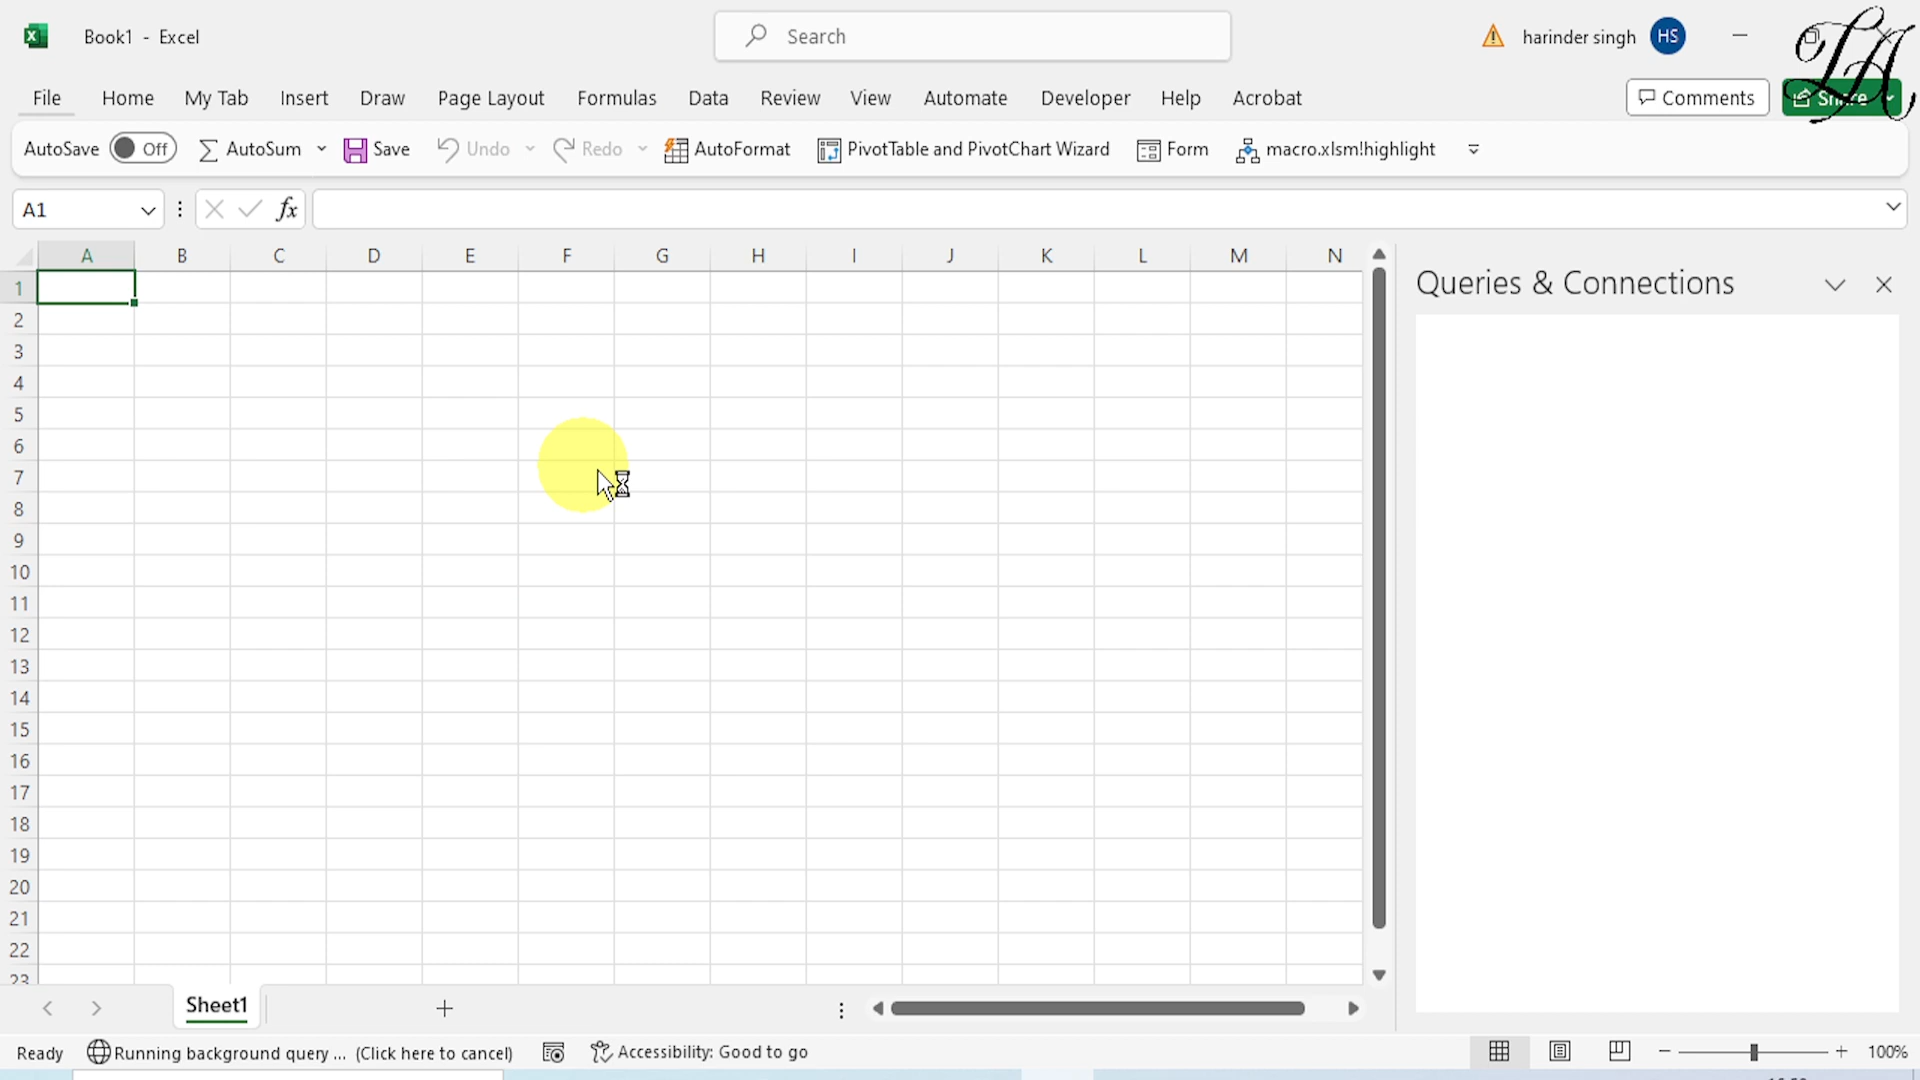 Book1 - Excel
Search
harinder singh HS
LA
File Home My Tab Insert Draw Page Layout Formulas Data Review View Automate Developer Help Acrobat Comments Share
AutoSave Off AutoSum Save Undo Redo AutoFormat PivotTable and PivotChart Wizard Form macro.xlsm!highlight
A1 fx
A B C D E F G H I J K L M N
Queries & Connections
1
2
3
4
5
6
7
8
9
10
11
12
13
14
15
16
17
18
19
20
21
22
23
Sheet1
Ready Running background query ... (Click here to cancel) Accessibility: Good to go 100%